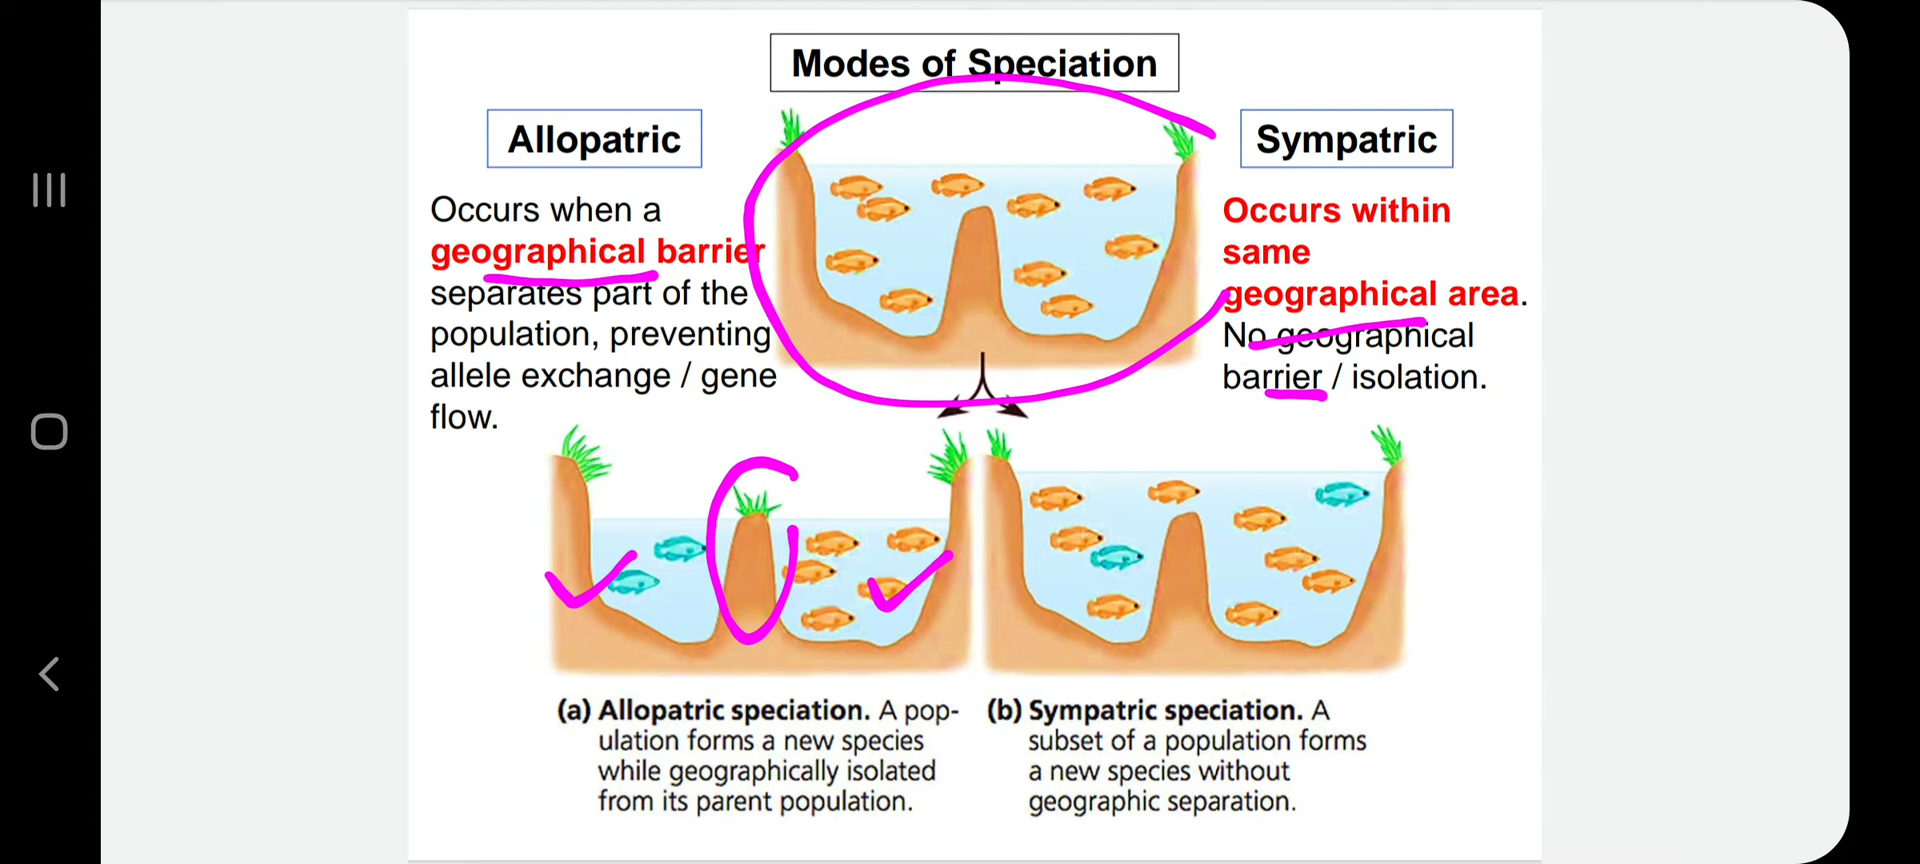 Modes of Speciation
Allopatric
Occurs when a
geographical barrier
separates part of the
population, preventing
allele exchange / gene
flow.
Sympatric
Occurs within
same
geographical area.
No geographical
barrier / isolation.
(a) Allopatric speciation. A pop-
ulation forms a new species
while geographically isolated
from its parent population.
(b) Sympatric speciation. A
subset of a population forms
a new species without
geographic separation.